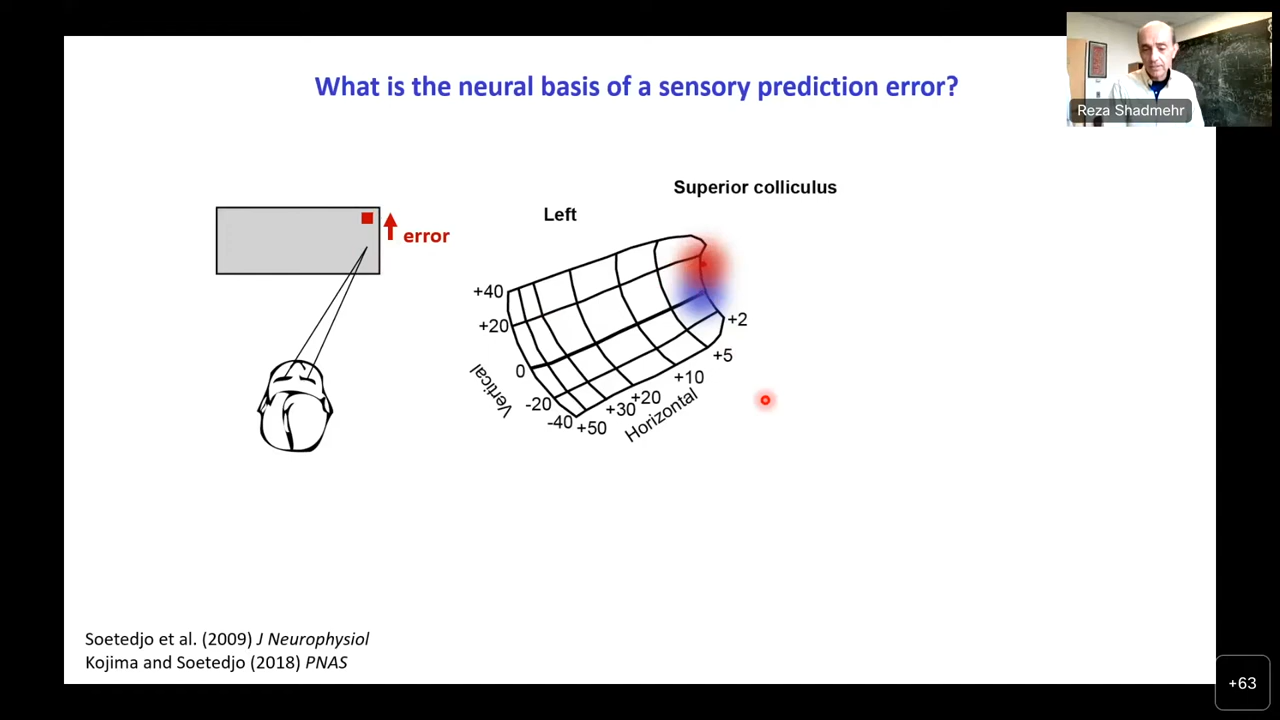 What is the neural basis of a sensory prediction error?
Reza Shadmehr
Superior colliculus
Left
error
+40
+20
0
-20
-40
Vertical
+50
+30
+20
+10
+5
+2
Horizontal
Soetedjo et al. (2009) J Neurophysiol
Kojima and Soetedjo (2018) PNAS
+63